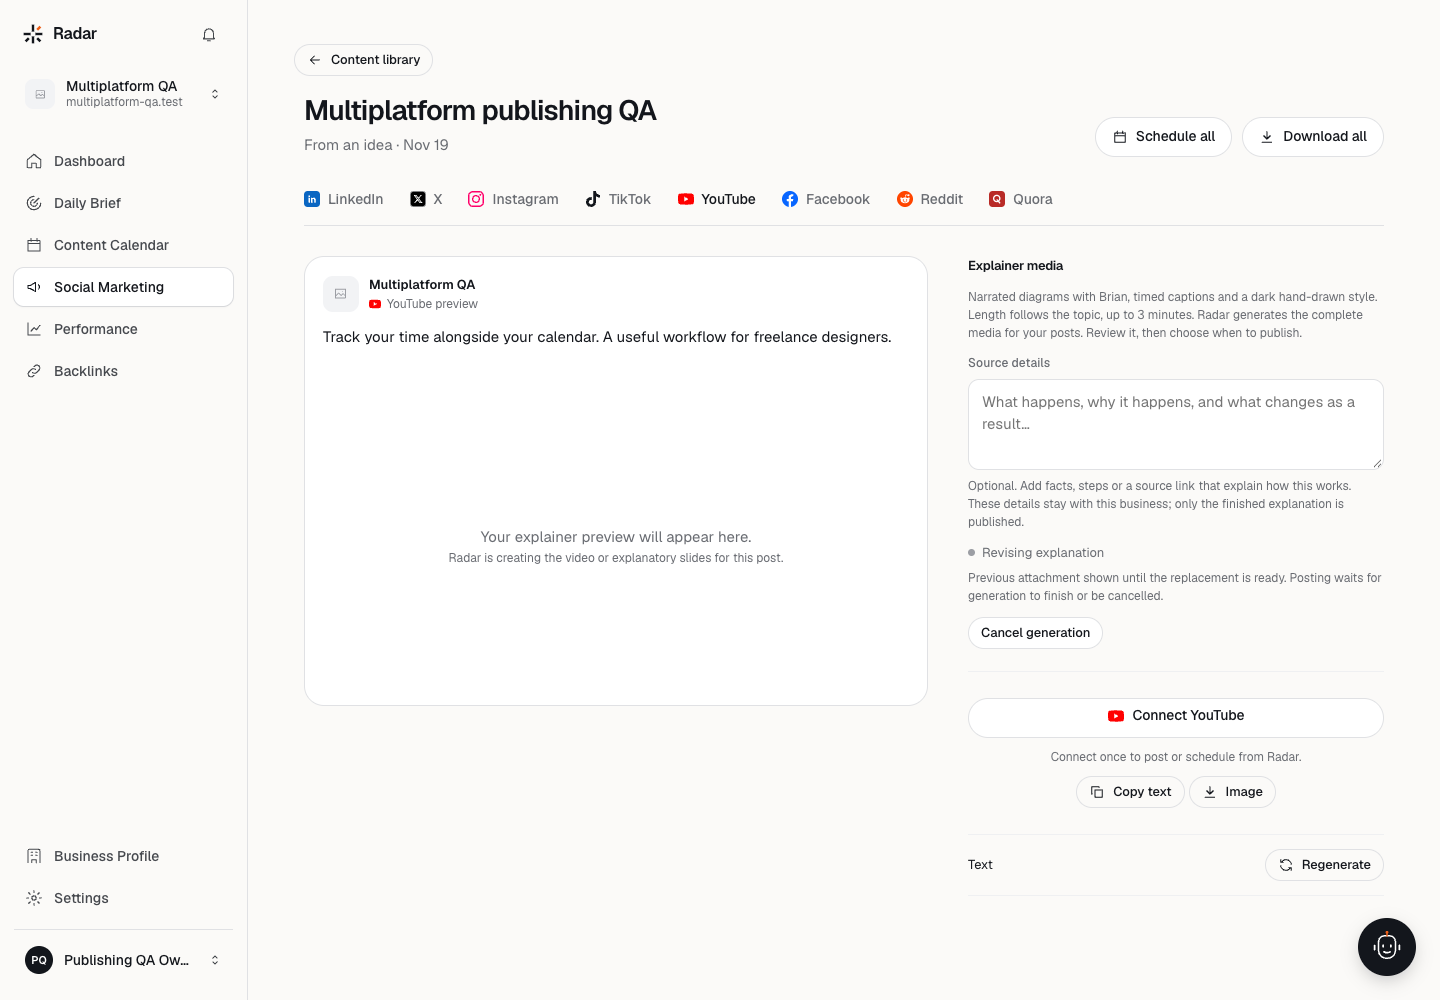 Radar
Multiplatform QA
multiplatform-qa.test
Dashboard
Daily Brief
Content Calendar
Social Marketing
Performance
Backlinks
Business Profile
Settings
PQ
Publishing QA Ow...
Content library
Multiplatform publishing QA
From an idea · Nov 19
Schedule all
Download all
LinkedIn
X
Instagram
TikTok
YouTube
Facebook
Reddit
Quora
Multiplatform QA
YouTube preview
Track your time alongside your calendar. A useful workflow for freelance designers.
Your explainer preview will appear here.
Radar is creating the video or explanatory slides for this post.
Explainer media
Narrated diagrams with Brian, timed captions and a dark hand-drawn style.
Length follows the topic, up to 3 minutes. Radar generates the complete
media for your posts. Review it, then choose when to publish.
Source details
What happens, why it happens, and what changes as a
result...
Optional. Add facts, steps or a source link that explain how this works.
These details stay with this business; only the finished explanation is
published.
Revising explanation
Previous attachment shown until the replacement is ready. Posting waits for
generation to finish or be cancelled.
Cancel generation
Connect YouTube
Connect once to post or schedule from Radar.
Copy text
Image
Text
Regenerate